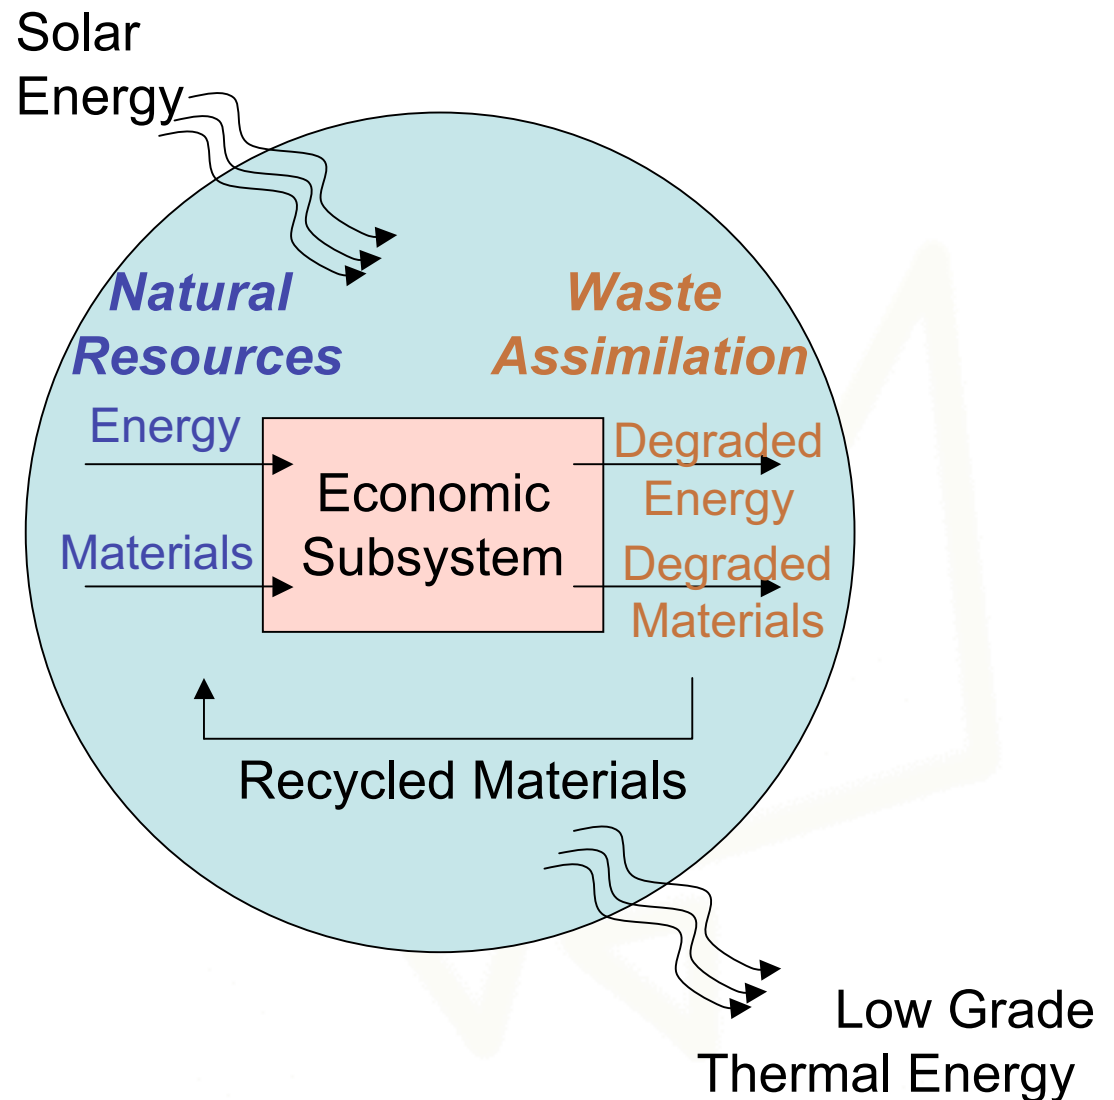 Solar
Energy
Natural
Resources
Waste
Assimilation
Energy
Materials
Economic
Subsystem
Degraded
Energy
Degraded
Materials
Recycled Materials
Low Grade
Thermal Energy